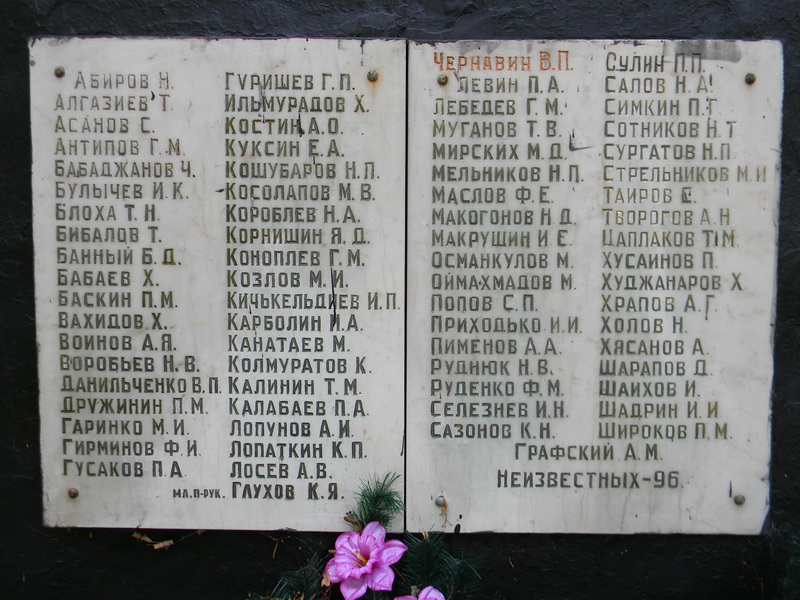 Абиров Н.
Алгазиев Т.
Асанов С.
Антипов Г.М.
Бабаджанов Ч.
Булычев И.К.
Блоха Т.Н.
Бибалов Т.
Банный Б.Д.
Бабаев Х.
Баскин П.М.
Вахидов Х.
Воинов А.Я.
Воробьев Н.В.
Данильченко В.П.
Дружинин П.М.
Гаринко М.И.
Гирминов Ф.И.
Гусаков П.А.
Гуришев Г.П.
Ильмурадов Х.
Костин А.О.
Куксин Е.А.
Кошубаров Н.П.
Косолапов М.В.
Короблев Н.А.
Корнишин Я.Д.
Коноплев Г.М.
Козлов М.И.
Кичькельдиев И.П.
Карболин И.А.
Канатаев М.
Колмуратов К.
Калинин Т.М.
Калабаев П.А.
Лопунов А.И.
Лопаткин К.П.
Лосев А.В.
мл.п-рук. Глухов К.Я.
Чернавин В.П.
Левин П.А.
Лебедев Г.М.
Муганов Т.В.
Мирских М.Д.
Мельников Н.П.
Маслов Ф.Е.
Макогонов Н.Д.
Макрушин И.Е.
Османкулов М.
Оймахмадов М.
Попов С.П.
Приходько И.И.
Пименов А.А.
Руднюк Н.В.
Руденко Ф.М.
Селезнев И.Н.
Сазонов К.Н.
Сулин П.П.
Салов Н.А.
Симкин П.Г.
Сотников Н.Т
Сургатов Н.П.
Стрельников М.И
Таиров С.
Творогов А.Н
Цаплаков Т.М.
Хусаинов П.
Худжанаров Х
Храпов А.Г.
Холов Н.
Хясанов А.
Шарапов Д.
Шаихов И.
Шадрин И.И
Широков П.М.
Графский А.М.
Неизвестных-96.